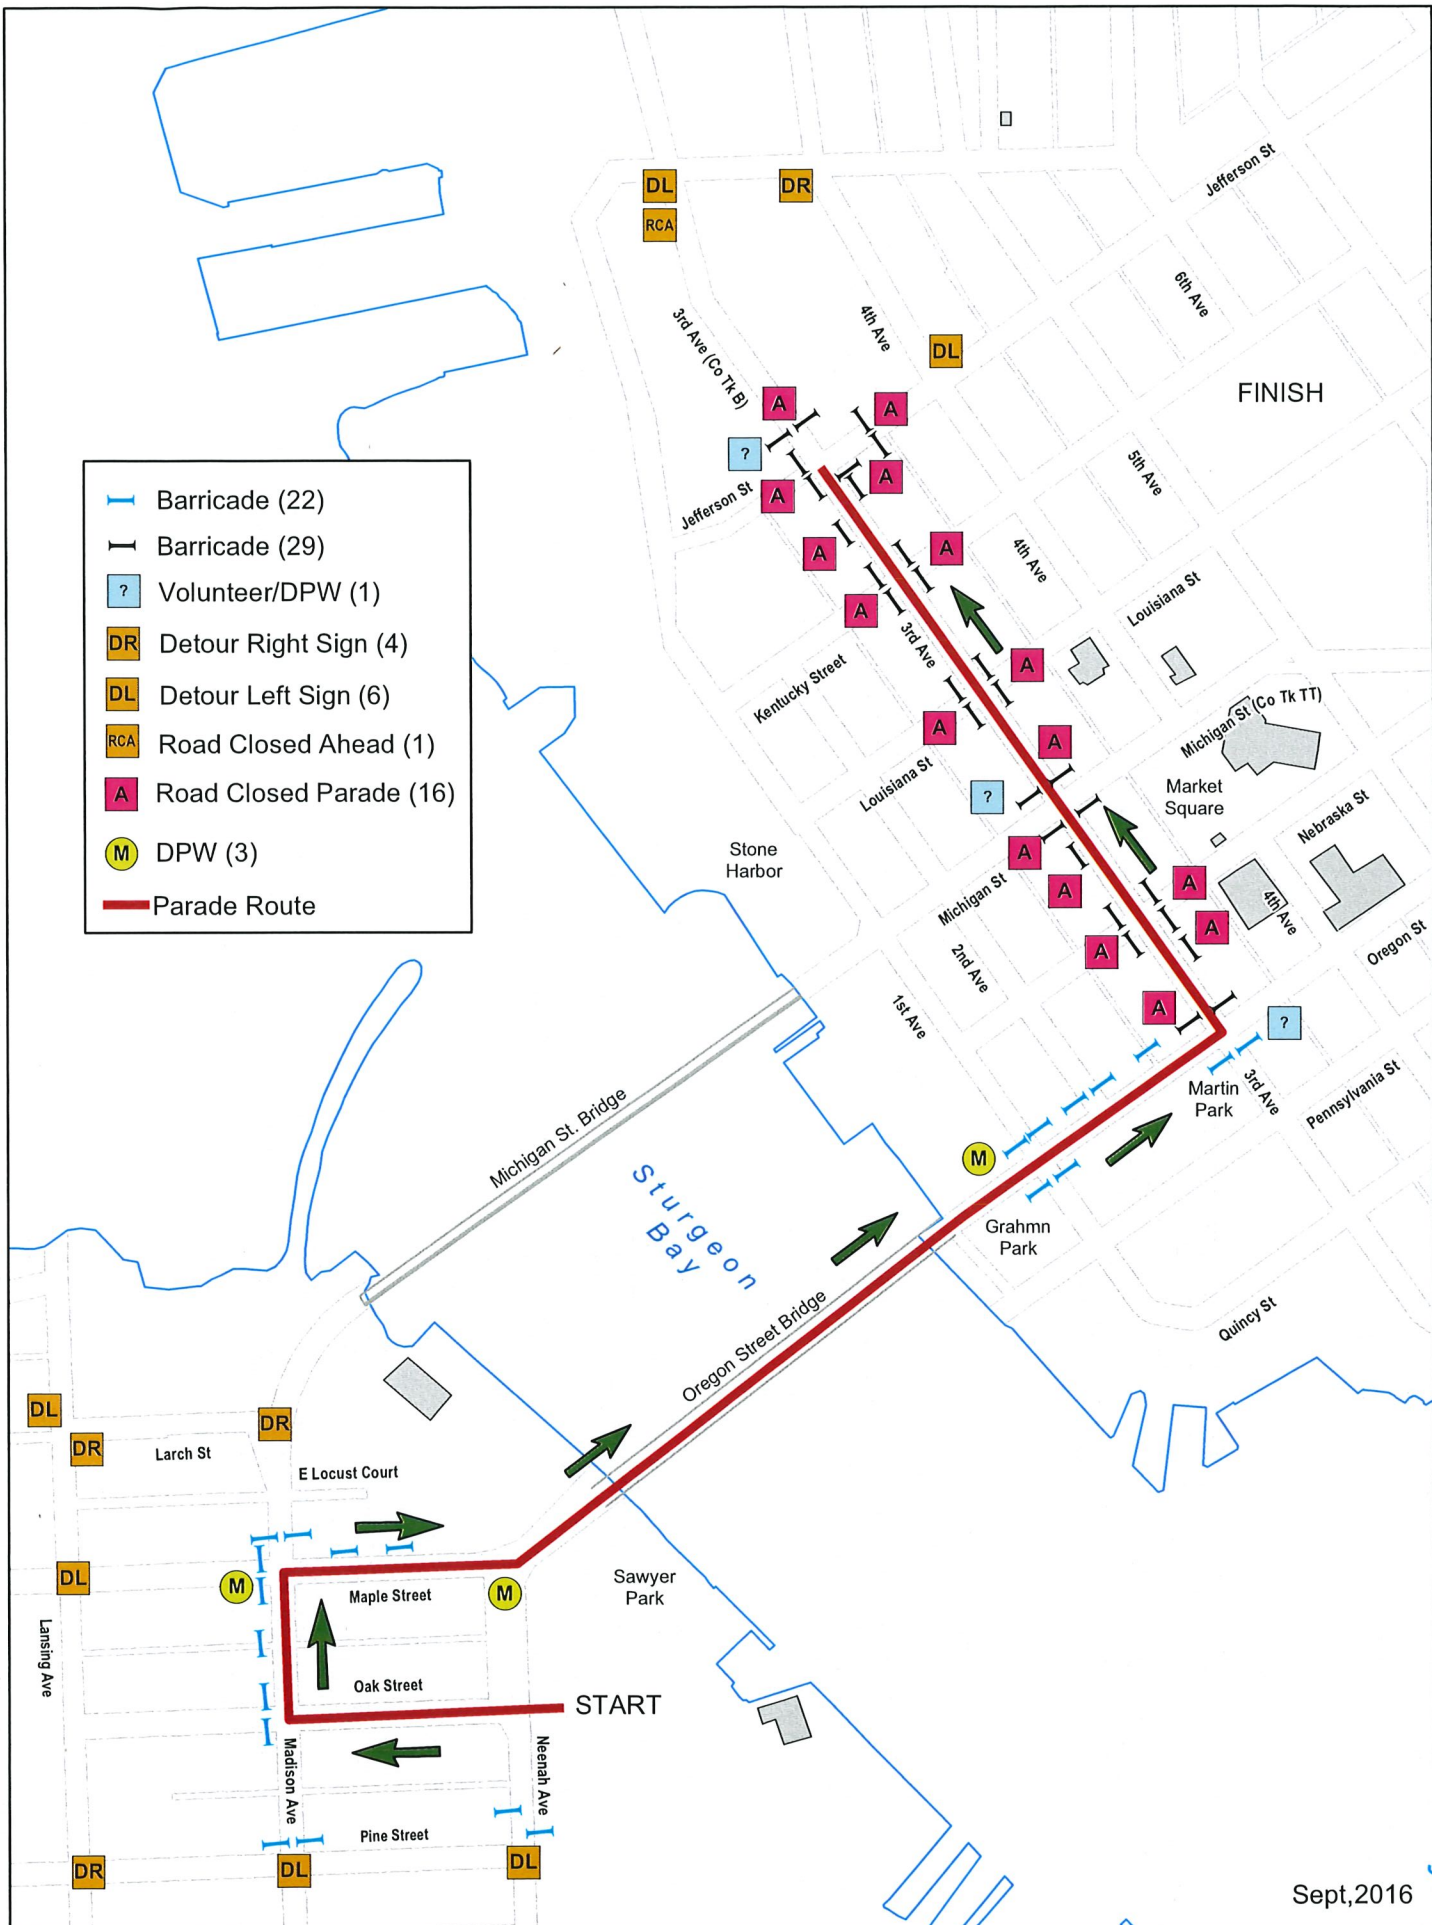 Jefferson St
DL
DR
RCA
6th Ave
3rd Ave (Co Tk B)
4th Ave
DL
FINISH
A
A
?
5th Ave
A
A
Jefferson St
A
A
4th Ave
Louisiana St
A
3rd Ave
A
Kentucky Street
Michigan St (Co Tk TT)
A
A
Louisiana St
Market
Square
?
Nebraska St
Stone
Harbor
A
Michigan St
A
A
4th Ave
A
Oregon St
A
2nd Ave
1st Ave
A
?
Martin
Park
3rd Ave
Pennsylvania St
M
Grahmn
Park
Quincy St
Barricade (22)
Barricade (29)
? Volunteer/DPW (1)
DR Detour Right Sign (4)
DL Detour Left Sign (6)
RCA Road Closed Ahead (1)
A Road Closed Parade (16)
M DPW (3)
Parade Route
Michigan St. Bridge
Sturgeon
Bay
Oregon Street Bridge
DL
DR
DR
Larch St
E Locust Court
DL
M
Maple Street
M
Sawyer
Park
Lansing Ave
Oak Street
START
Madison Ave
Neenah Ave
Pine Street
DR
DL
DL
Sept,2016